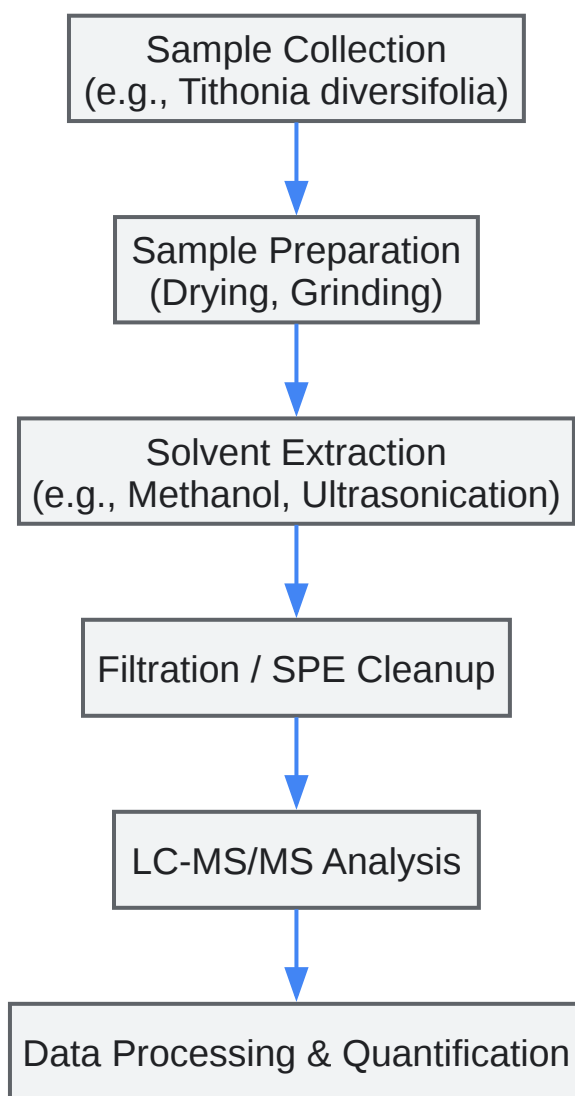 Sample Collection
(e.g., Tithonia diversifolia)
Sample Preparation
(Drying, Grinding)
Solvent Extraction
(e.g., Methanol, Ultrasonication)
Filtration / SPE Cleanup
LC-MS/MS Analysis
Data Processing & Quantification